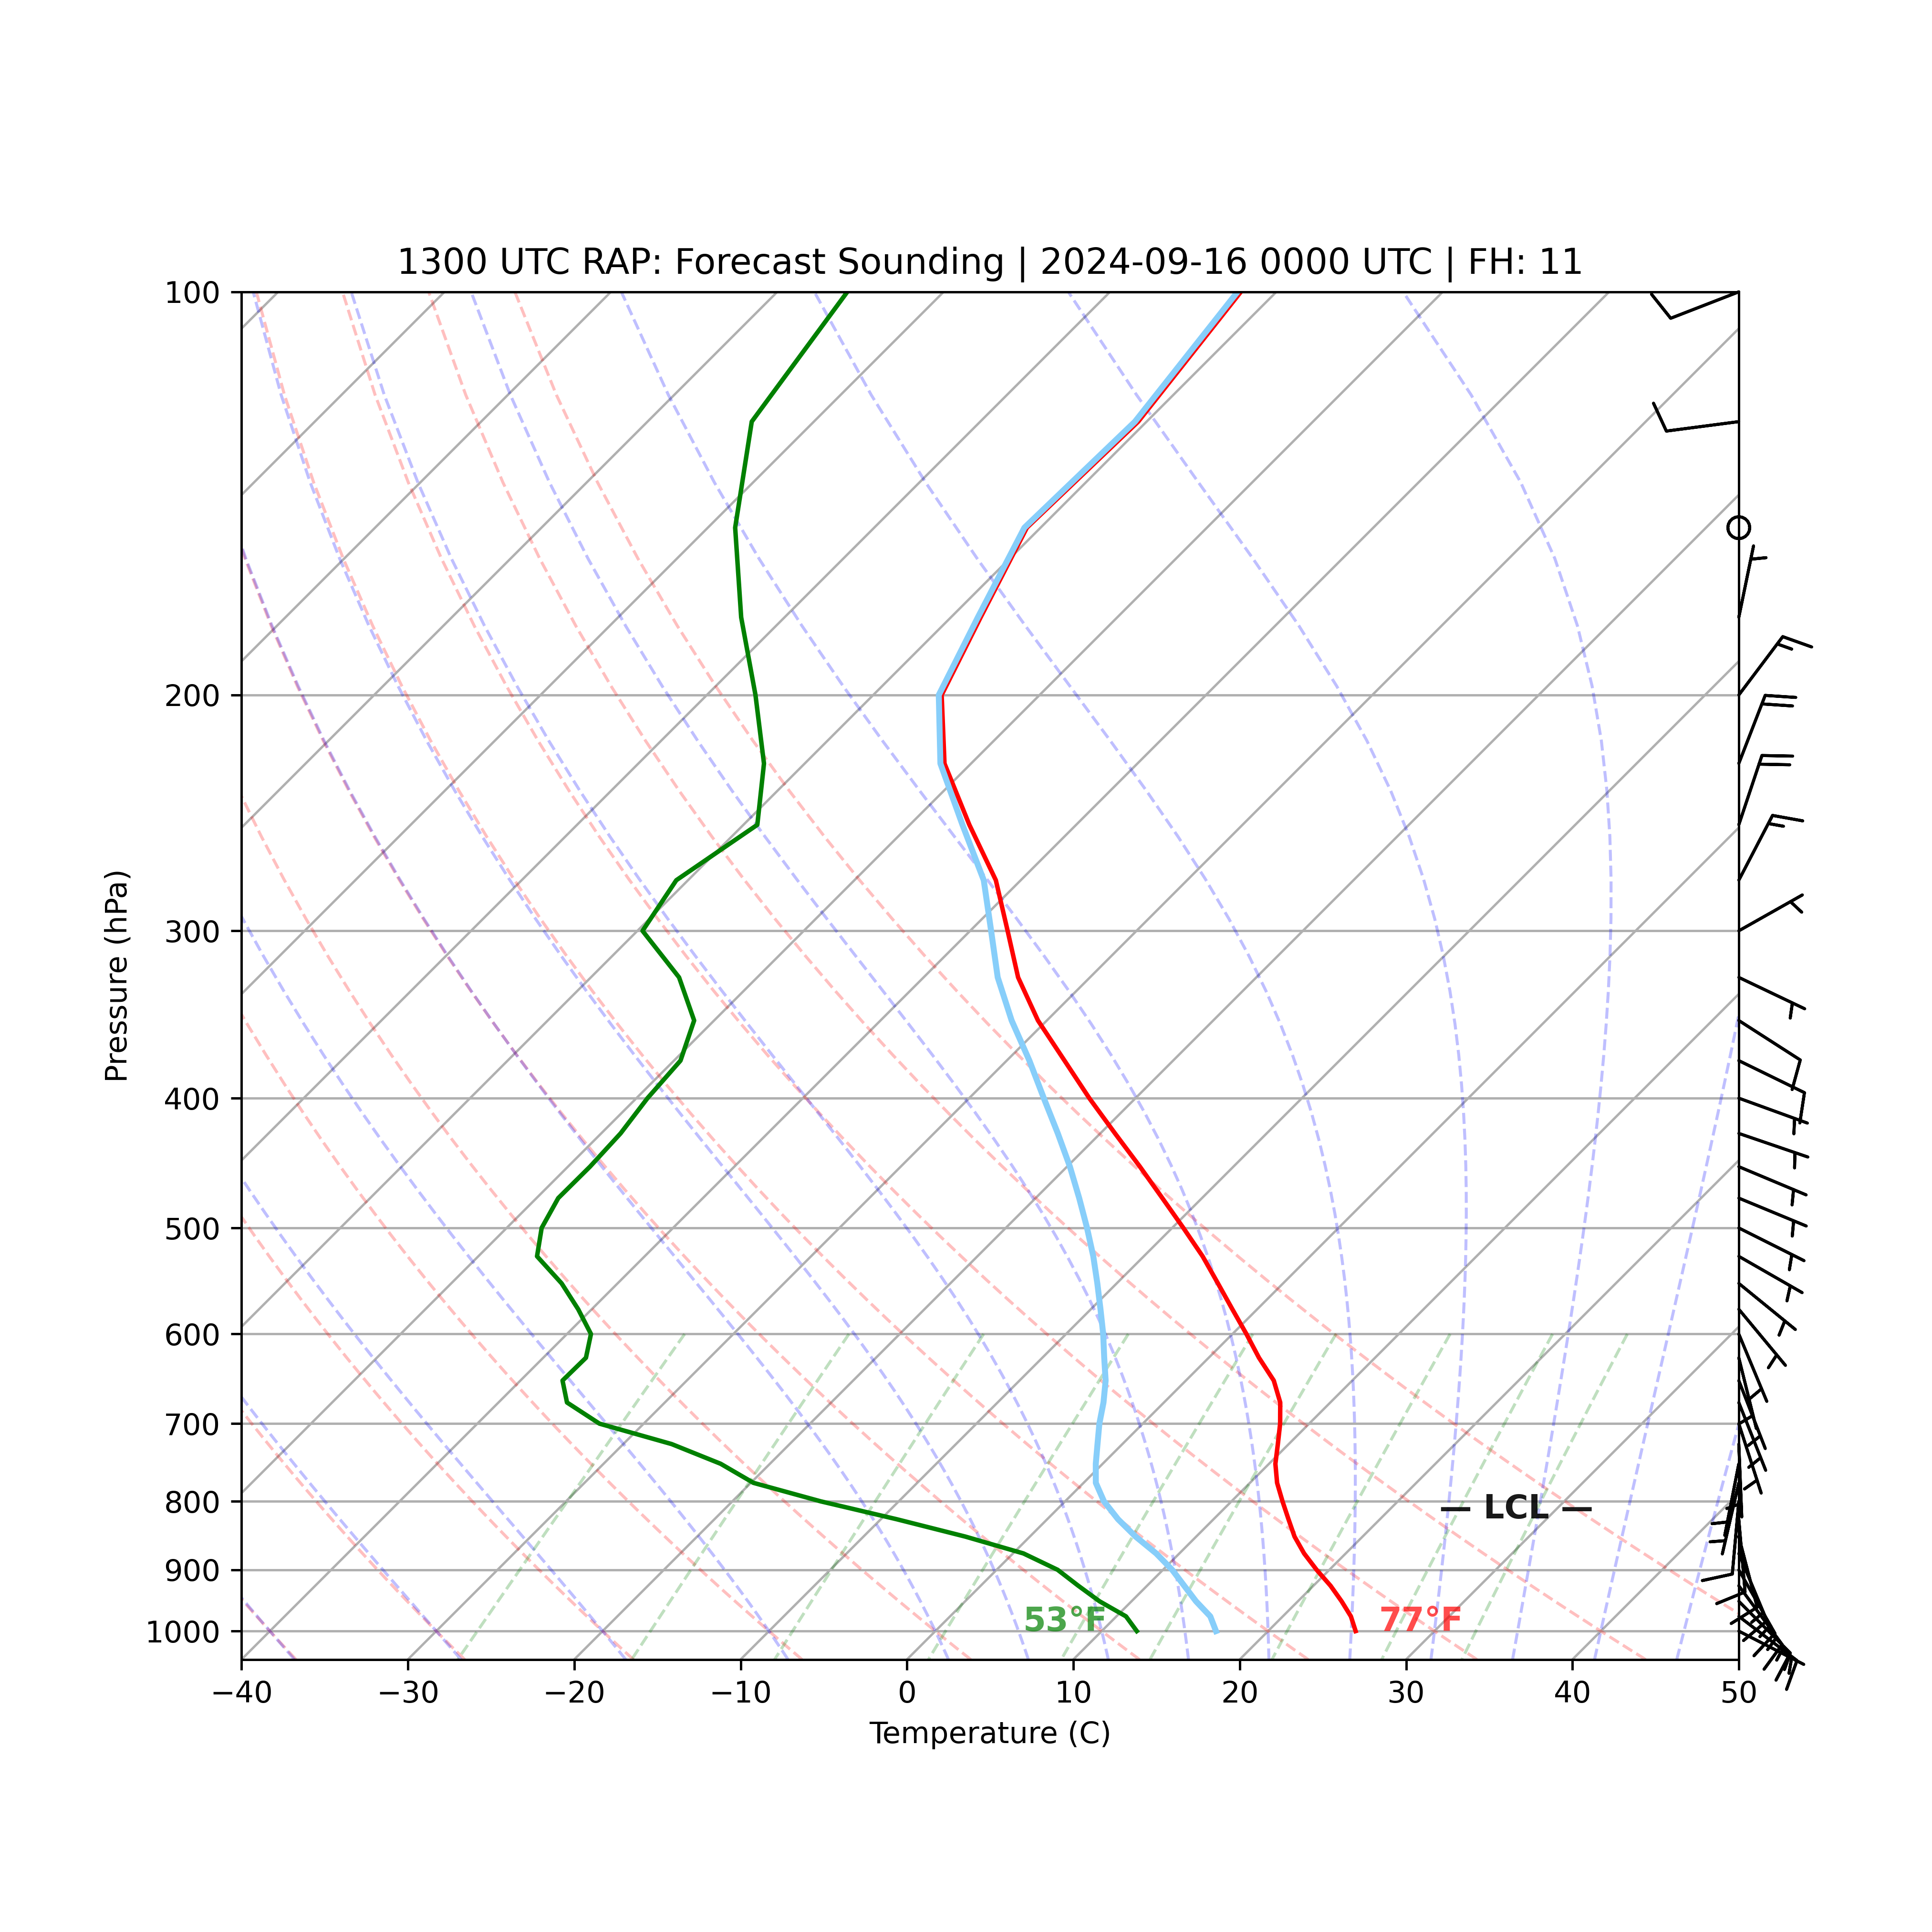 1300 UTC RAP: Forecast Sounding | 2024-09-16 0000 UTC | FH: 11
100
200
300
400
500
600
700
800
900
1000
Pressure (hPa)
— LCL —
53°F
77°F
−40 −30 −20 −10 0 10 20 30 40 50
Temperature (C)